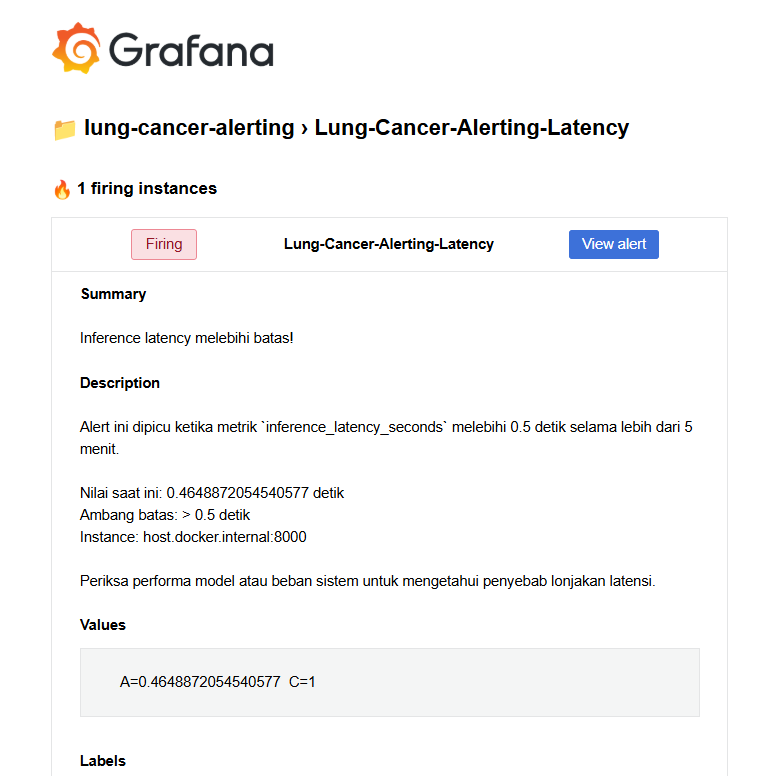 Grafana
lung-cancer-alerting › Lung-Cancer-Alerting-Latency
1 firing instances
Firing
Lung-Cancer-Alerting-Latency
View alert
Summary
Inference latency melebihi batas!
Description
Alert ini dipicu ketika metrik `inference_latency_seconds` melebihi 0.5 detik selama lebih dari 5
menit.
Nilai saat ini: 0.4648872054540577 detik
Ambang batas: > 0.5 detik
Instance: host.docker.internal:8000
Periksa performa model atau beban sistem untuk mengetahui penyebab lonjakan latensi.
Values
A=0.4648872054540577  C=1
Labels